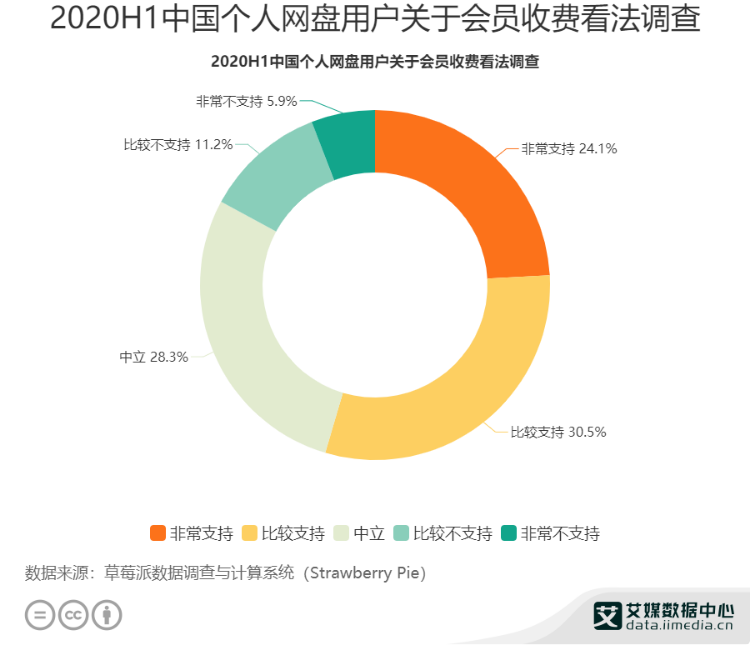 2020H1中国个人网盘用户关于会员收费看法调查
2020H1中国个人网盘用户关于会员收费看法调查
非常不支持 5.9%
比较不支持 11.2%
非常支持 24.1%
中立 28.3%
比较支持 30.5%
非常支持 比较支持 中立 比较不支持 非常不支持
数据来源：草莓派数据调查与计算系统（Strawberry Pie）
cc
艾 艾媒数据中心
data.iimedia.cn